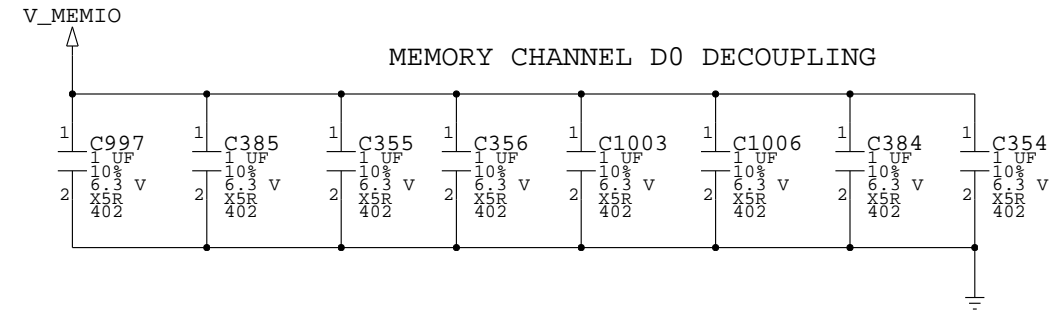 V_MEMIO
MEMORY CHANNEL D0 DECOUPLING
1
C997
1 UF
10%
6.3 V
X5R
402
2
1
C385
1 UF
10%
6.3 V
X5R
402
2
1
C355
1 UF
10%
6.3 V
X5R
402
2
1
C356
1 UF
10%
6.3 V
X5R
402
2
1
C1003
1 UF
10%
6.3 V
X5R
402
2
1
C1006
1 UF
10%
6.3 V
X5R
402
2
1
C384
1 UF
10%
6.3 V
X5R
402
2
1
C354
1 UF
10%
6.3 V
X5R
402
2